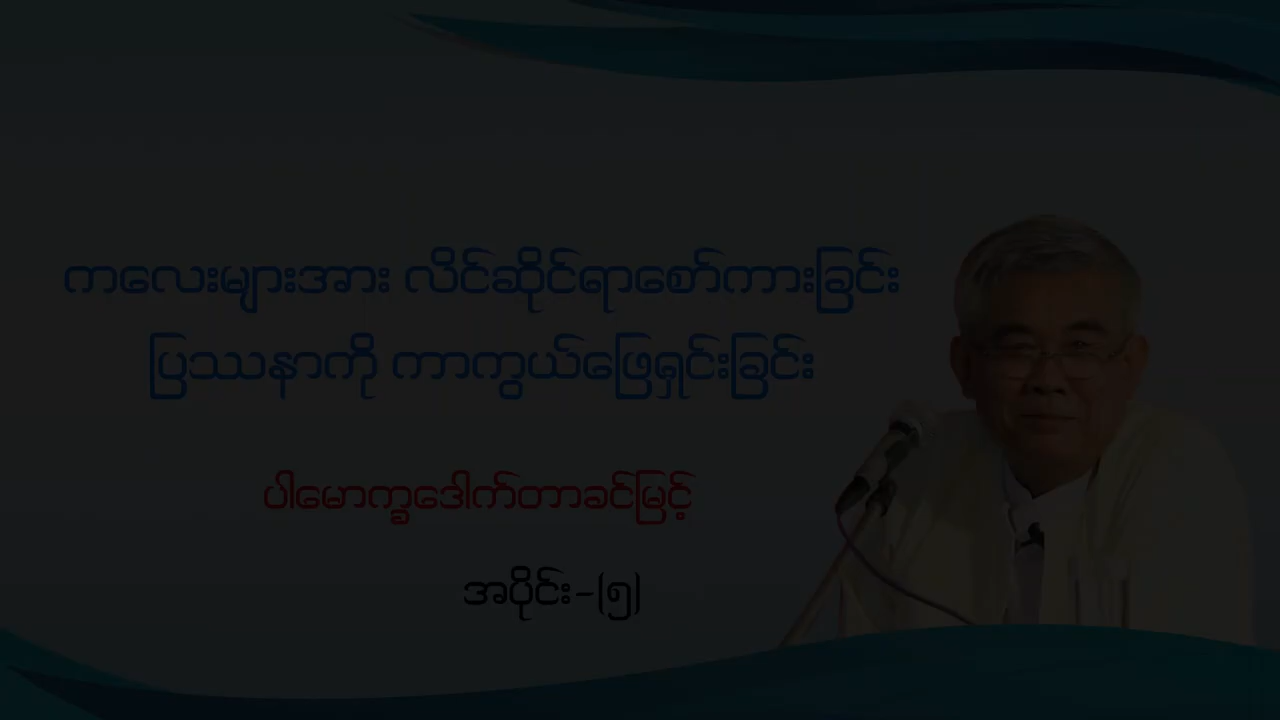 ကလေးများအား လိင်ဆိုင်ရာစော်ကားခြင်း
ပြဿနာကို ကာကွယ်ဖြေရှင်းခြင်း
ပါမောက္ခဒေါက်တာခင်မြင့်
အပိုင်း-(၅)